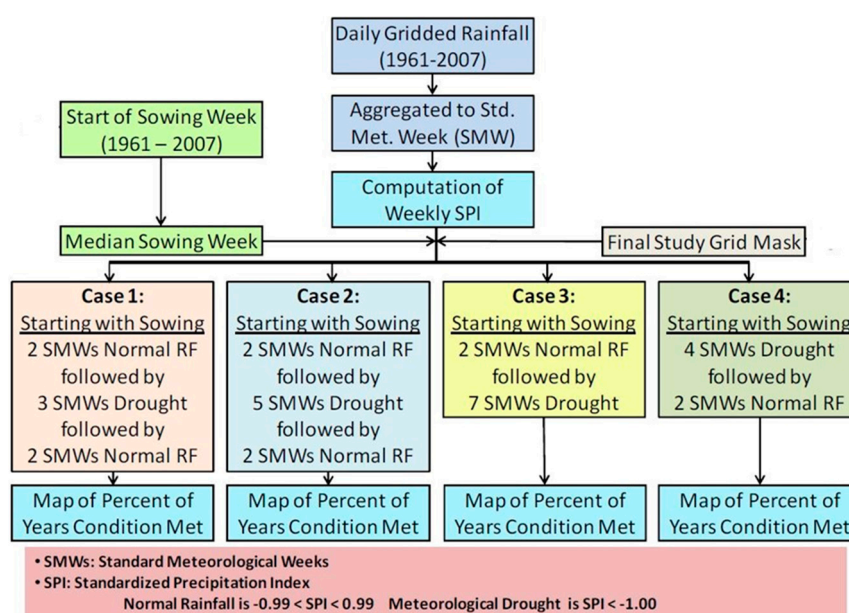 Daily Gridded Rainfall
(1961-2007)
Start of Sowing Week
(1961 – 2007)
Aggregated to Std.
Met. Week (SMW)
Computation of
Weekly SPI
Median Sowing Week
Final Study Grid Mask
Case 1:
Starting with Sowing
2 SMWs Normal RF
followed by
3 SMWs Drought
followed by
2 SMWs Normal RF
Case 2:
Starting with Sowing
2 SMWs Normal RF
followed by
5 SMWs Drought
followed by
2 SMWs Normal RF
Case 3:
Starting with Sowing
2 SMWs Normal RF
followed by
7 SMWs Drought
Case 4:
Starting with Sowing
4 SMWs Drought
followed by
2 SMWs Normal RF
Map of Percent of
Years Condition Met
Map of Percent of
Years Condition Met
Map of Percent of
Years Condition Met
Map of Percent of
Years Condition Met
• SMWs: Standard Meteorological Weeks
• SPI: Standardized Precipitation Index
Normal Rainfall is -0.99 < SPI < 0.99 Meteorological Drought is SPI < -1.00